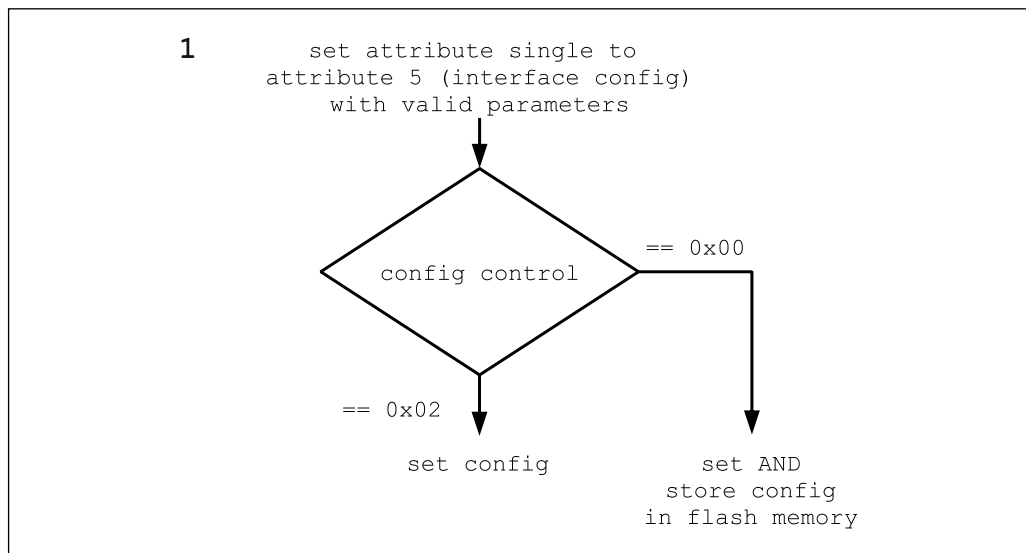 1
set attribute single to
attribute 5 (interface config)
with valid parameters
config control
== 0x00
== 0x02
set config
set AND
store config
in flash memory